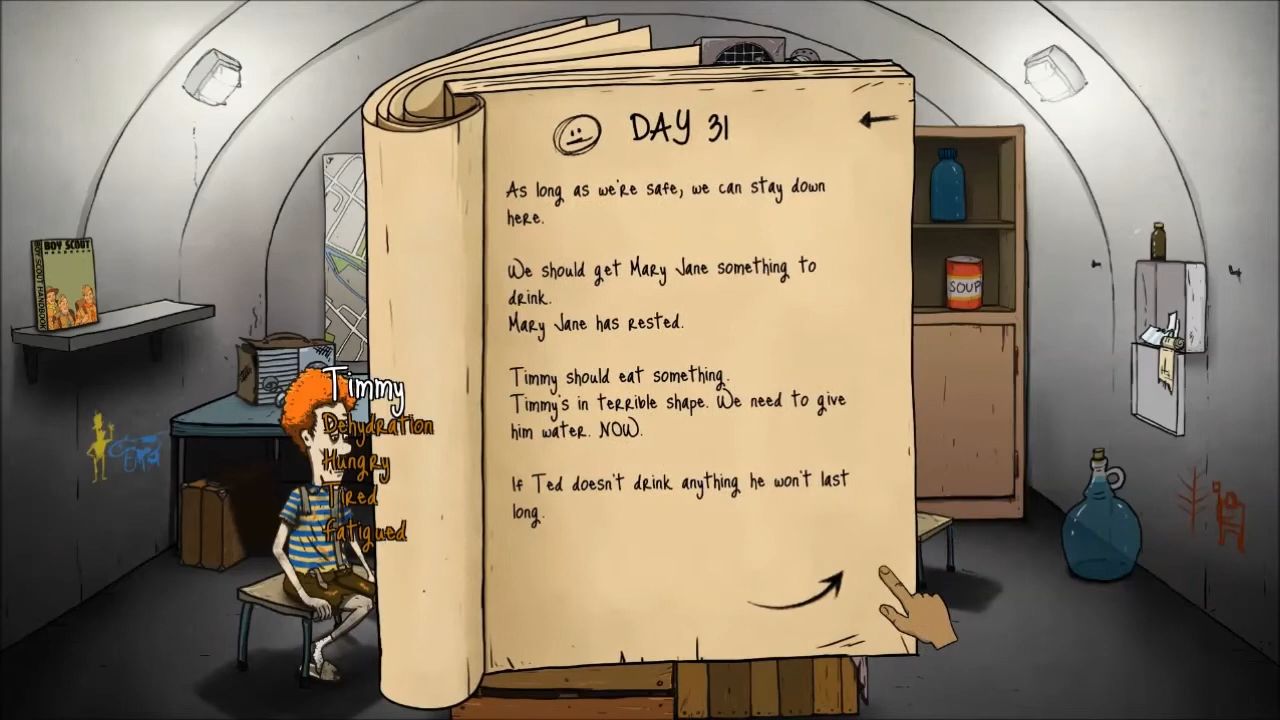 DAY 31
As long as we're safe, we can stay down
here.
We should get Mary Jane something to
drink.
Mary Jane has rested.
Timmy should eat something.
Timmy's in terrible shape. We need to give
him water. NOW.
If Ted doesn't drink anything he won't last
long.
Timmy
Dehydration
Hungry
Tired
Fatigued
BOY SCOUT
BOY SCOUT HANDBOOK
SOUP